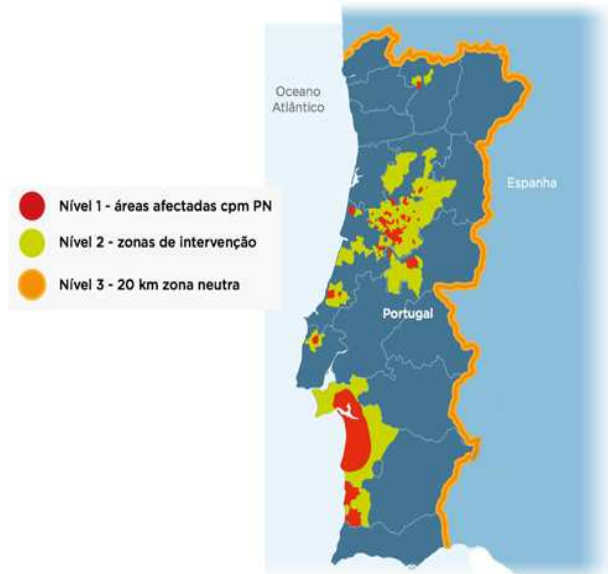 Oceano
Atlântico
Espanha
Nível 1 - áreas afectadas cpm PN
Nível 2 - zonas de intervenção
Nível 3 - 20 km zona neutra
Portugal